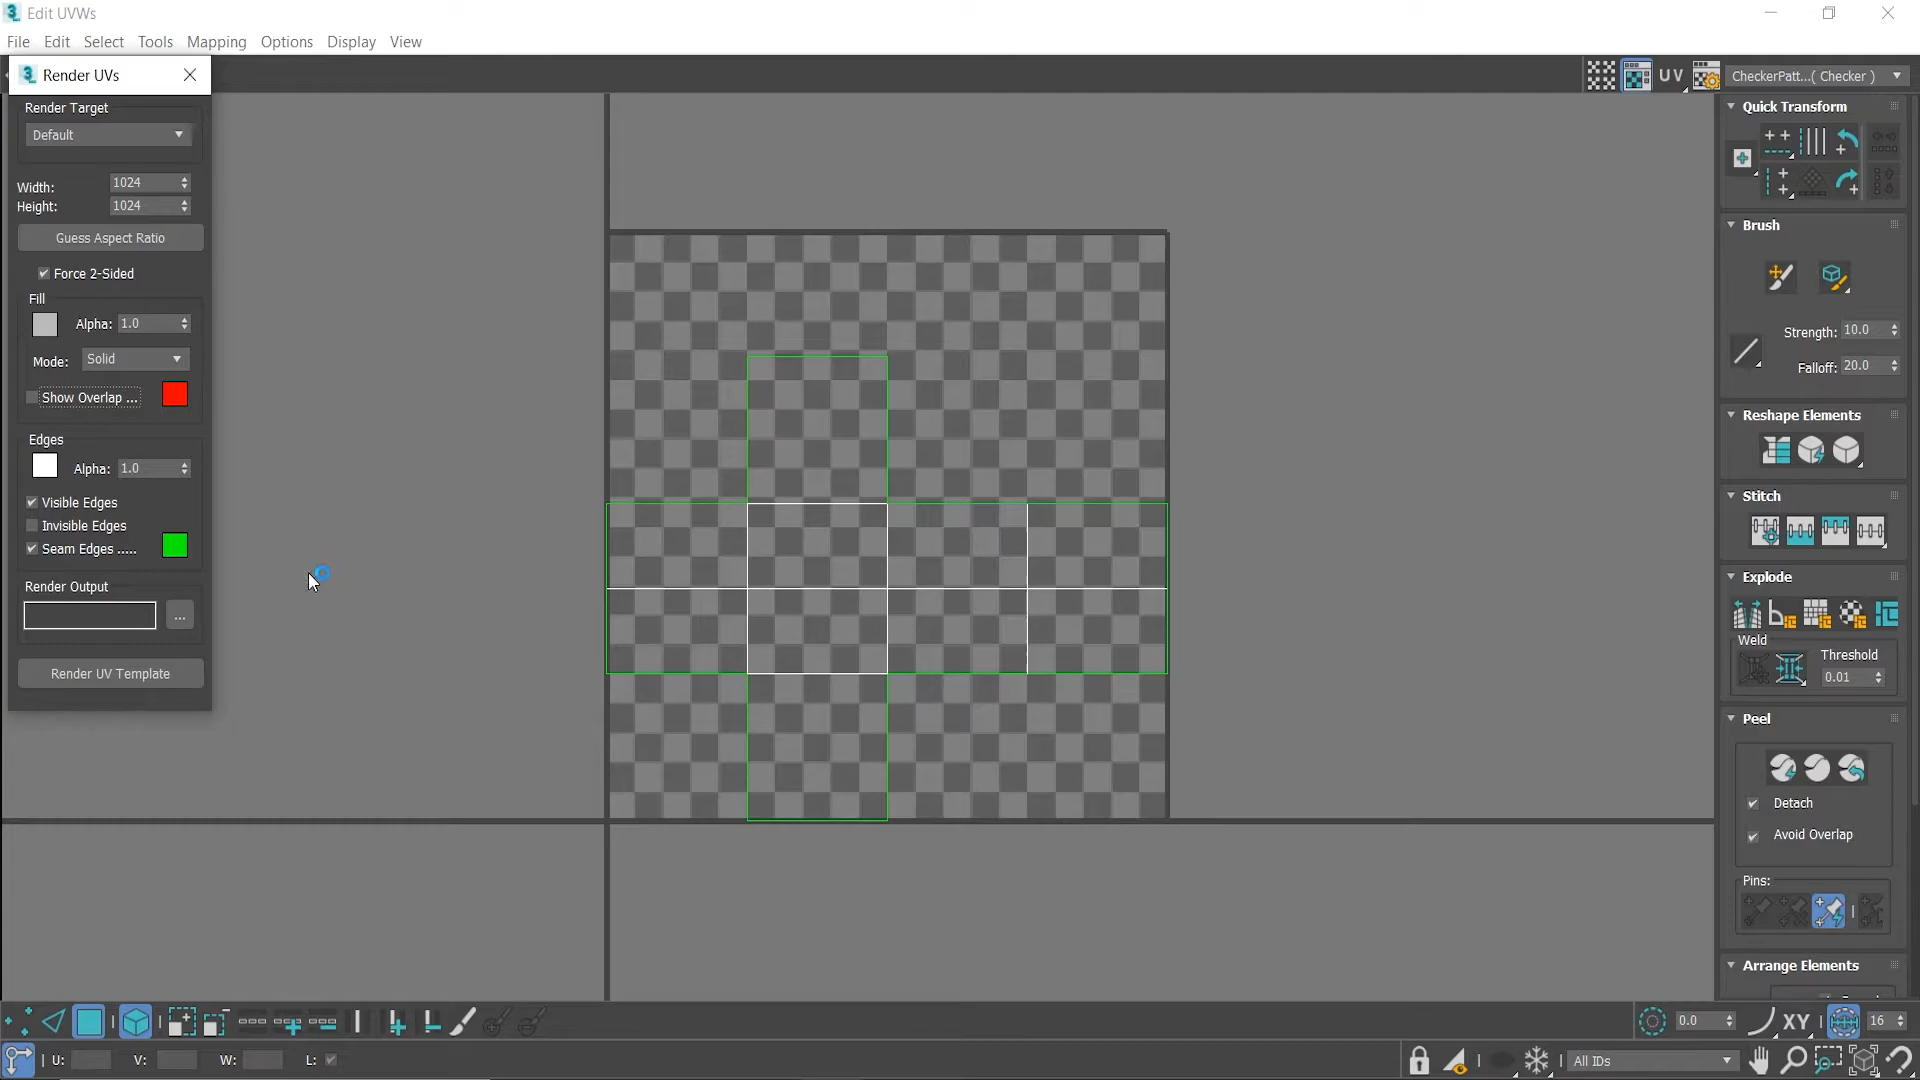 Edit UVWs
File Edit Select Tools Mapping Options Display View
Render UVs
UV
CheckerPatt...( Checker )
Render Target
Default
Width: 1024
Height: 1024
Guess Aspect Ratio
Force 2-Sided
Fill
Alpha: 1.0
Mode: Solid
Show Overlap ...
Edges
Alpha: 1.0
Visible Edges
Invisible Edges
Seam Edges .....
Render Output
...
Render UV Template
Quick Transform
Brush
Strength: 10.0
Falloff: 20.0
Reshape Elements
Stitch
Explode
Weld
Threshold
0.01
Peel
Detach
Avoid Overlap
Pins:
Arrange Elements
0.0
XY
16
U:
V:
W:
L:
All IDs